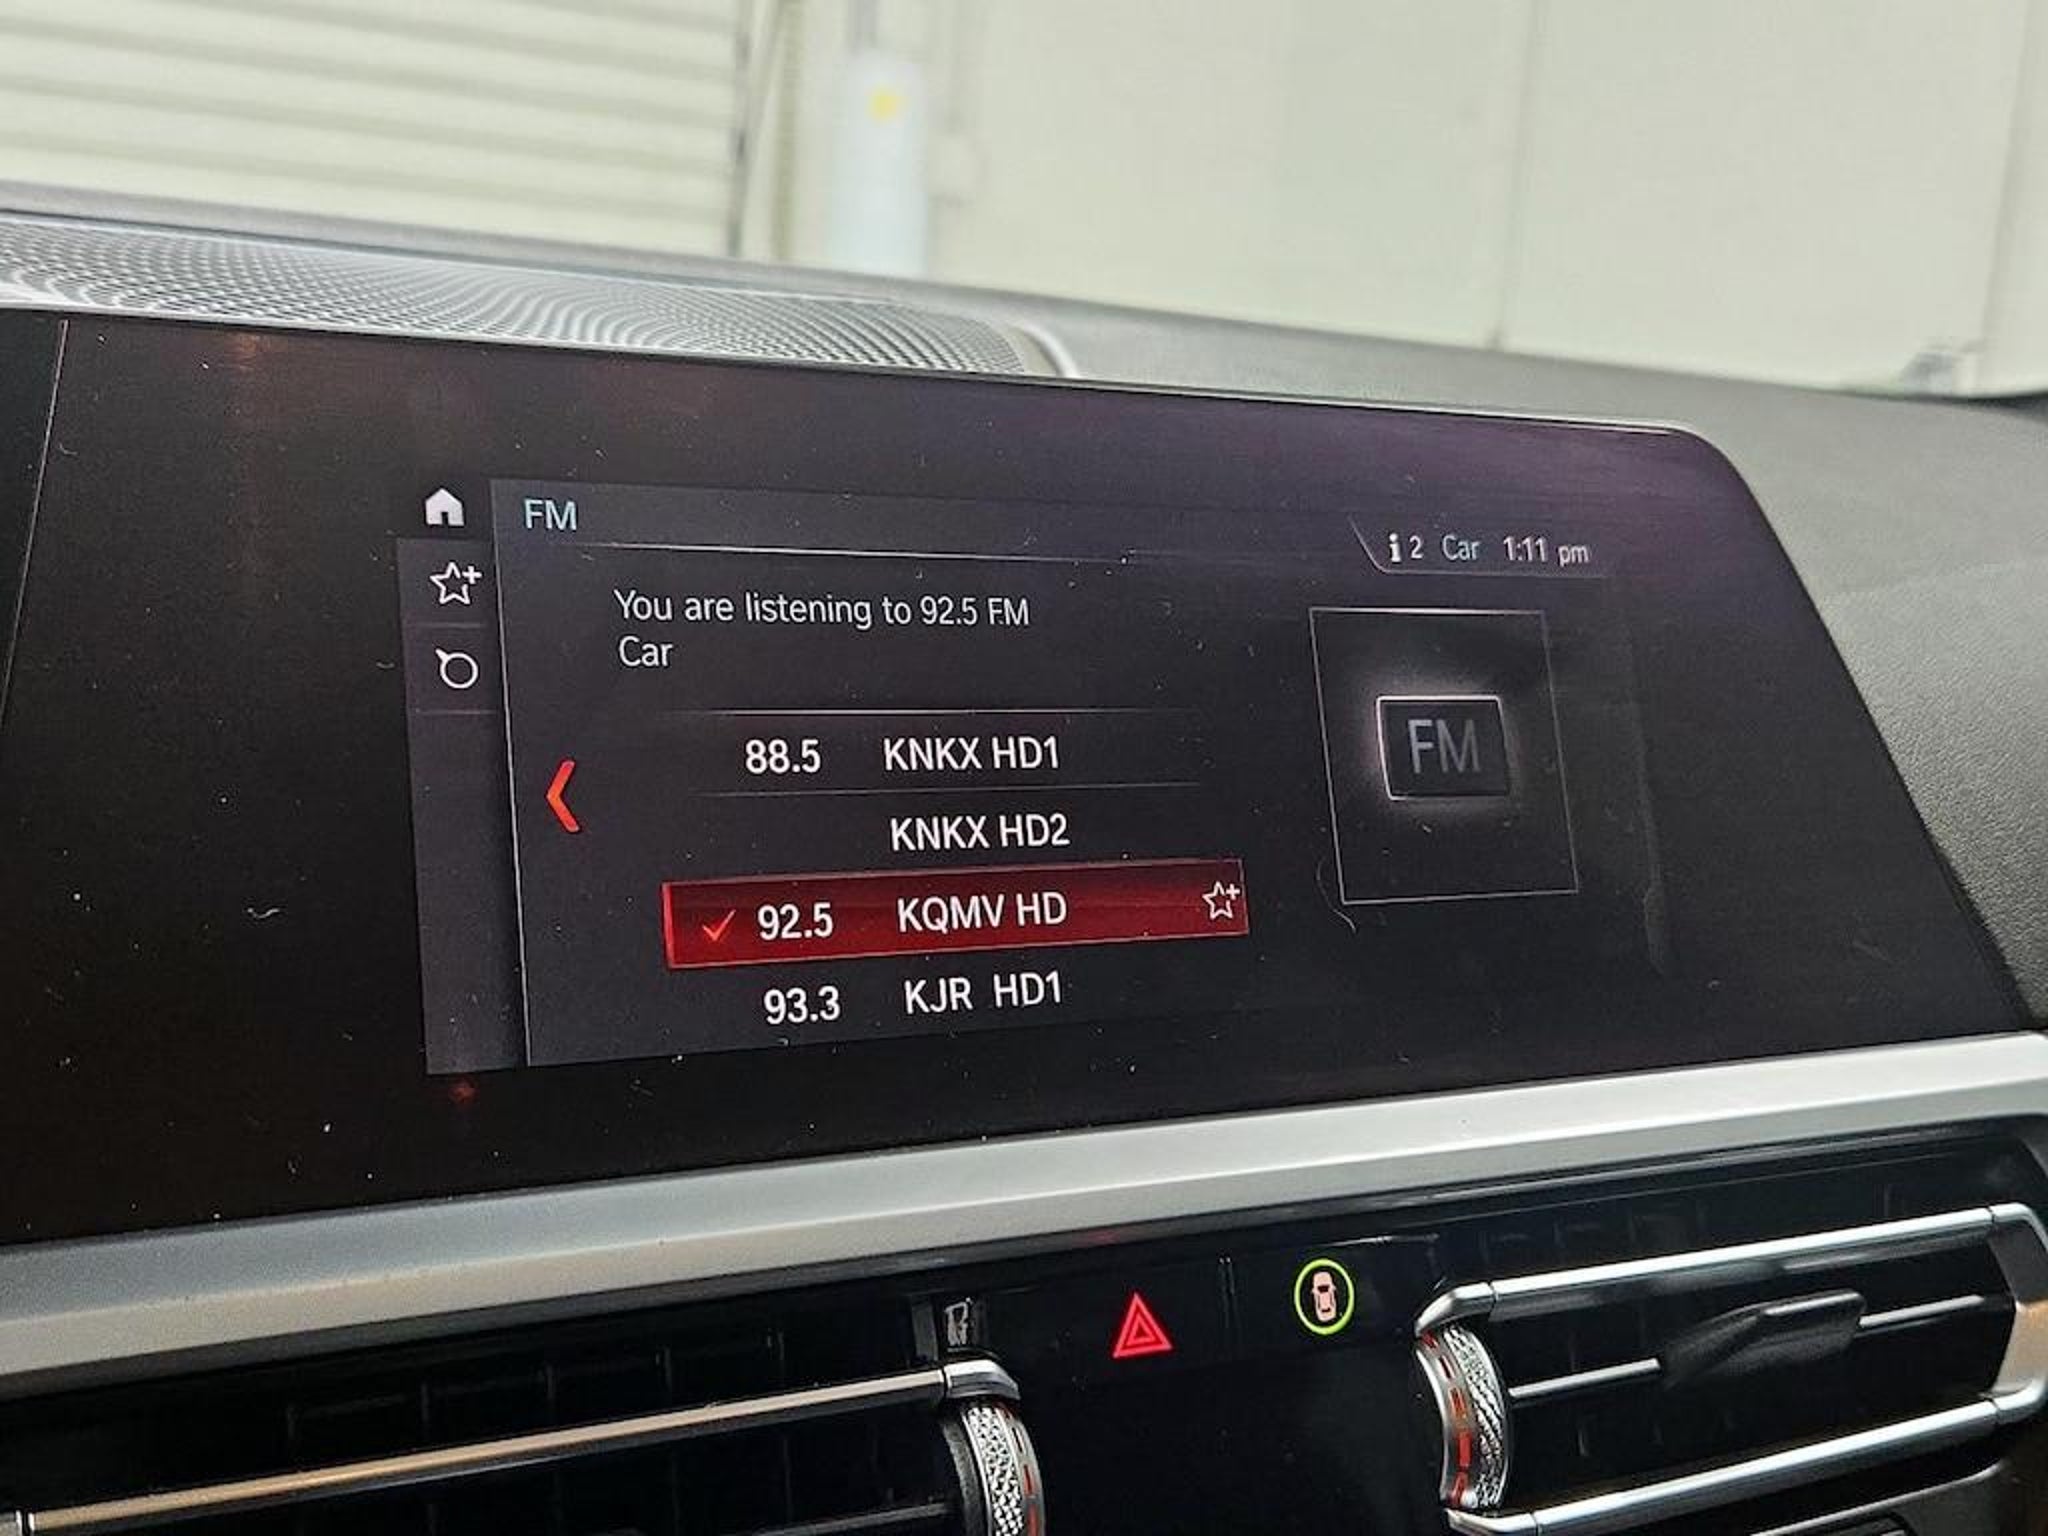 FM
i 2 Car 1:11 pm
You are listening to 92.5 FM
Car
88.5 KNKX HD1
KNKX HD2
92.5 KQMV HD
93.3 KJR HD1
FM